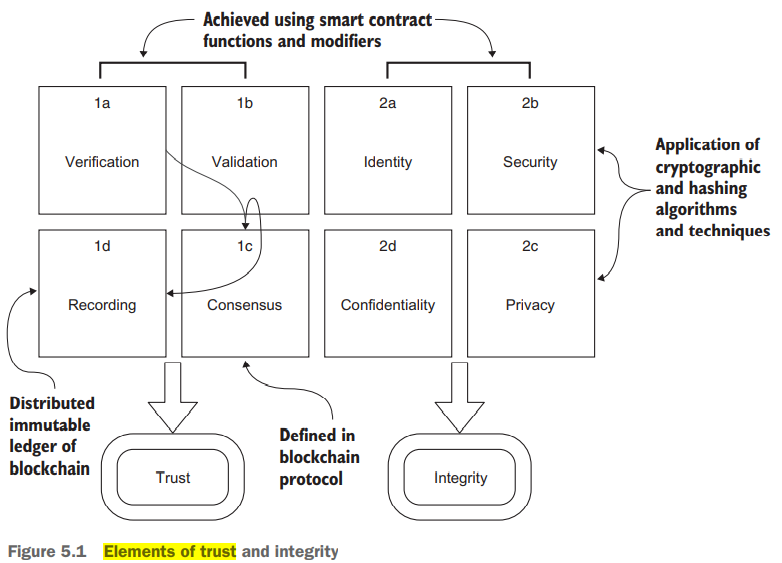 Achieved using smart contract
functions and modifiers
1a
1b
2a
2b
Verification
Validation
Identity
Security
Application of
cryptographic
and hashing
algorithms
and techniques
1d
1c
2d
2c
Recording
Consensus
Confidentiality
Privacy
Distributed
immutable
ledger of
blockchain
Defined in
blockchain
protocol
Trust
Integrity
Figure 5.1 Elements of trust and integrity